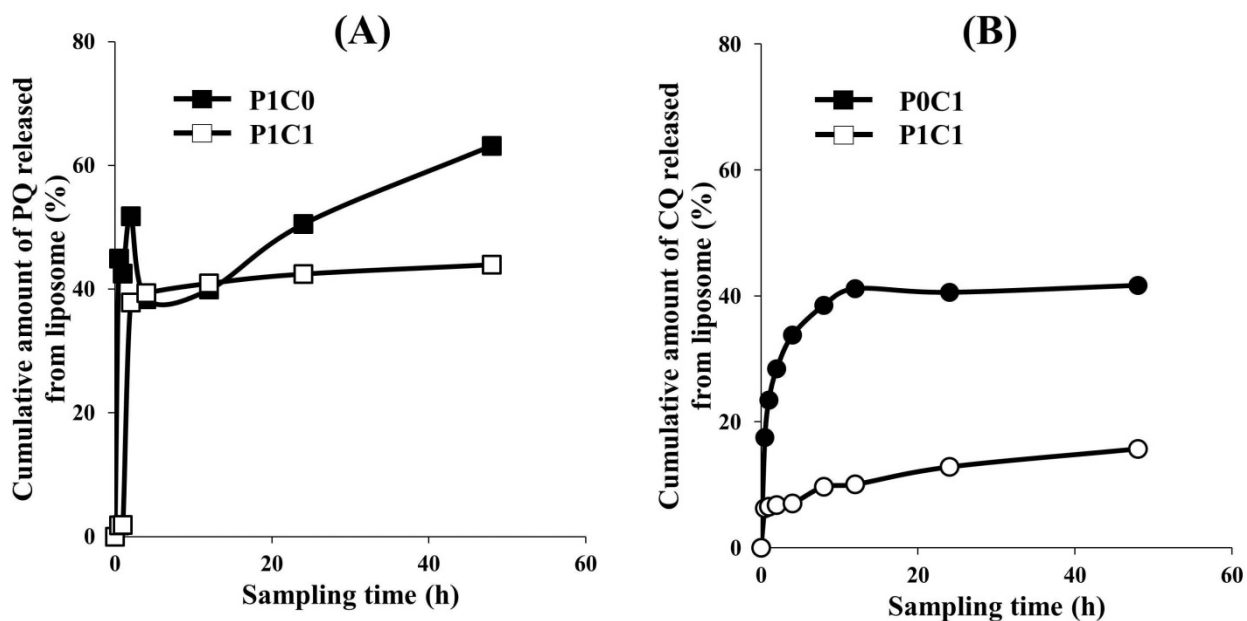 (A)
Cumulative amount of PQ released
from liposome (%)
80
60
40
20
0
P1C0
P1C1
0
20
40
60
Sampling time (h)
(B)
Cumulative amount of CQ released
from liposome (%)
80
60
40
20
0
P0C1
P1C1
0
20
40
60
Sampling time (h)